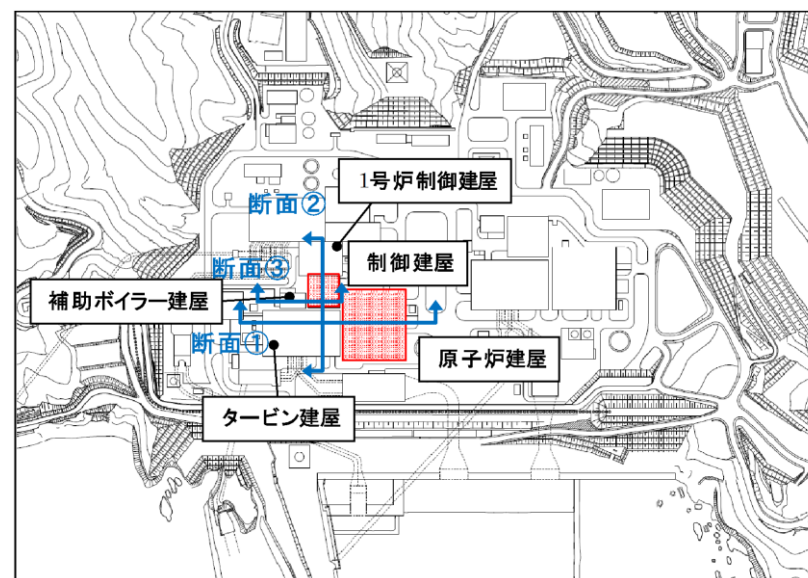 1号炉制御建屋
断面②
制御建屋
断面③
補助ボイラー建屋
断面①
原子炉建屋
タービン建屋